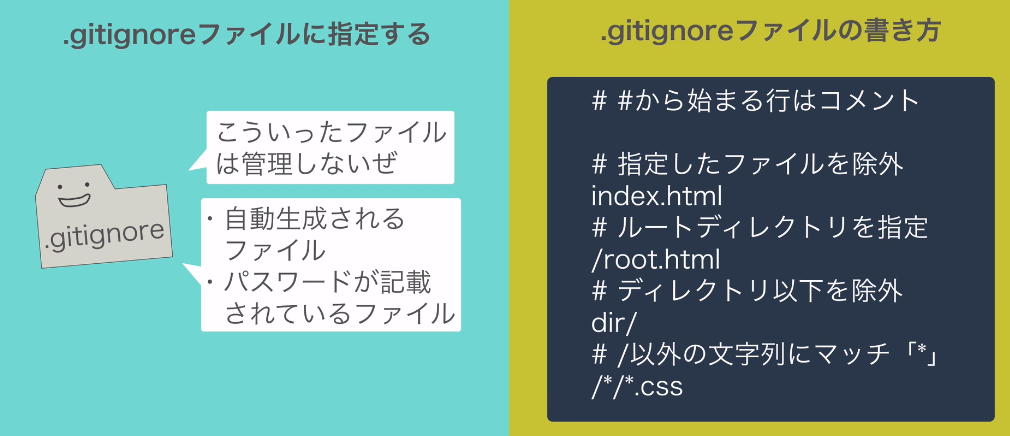 .gitignoreファイルに指定する
こういったファイル
は管理しないぜ
.gitignore
・自動生成される
ファイル
・パスワードが記載
されているファイル
.gitignoreファイルの書き方
# #から始まる行はコメント
# 指定したファイルを除外
index.html
# ルートディレクトリを指定
/root.html
# ディレクトリ以下を除外
dir/
# /以外の文字列にマッチ「*」
/*/*.css